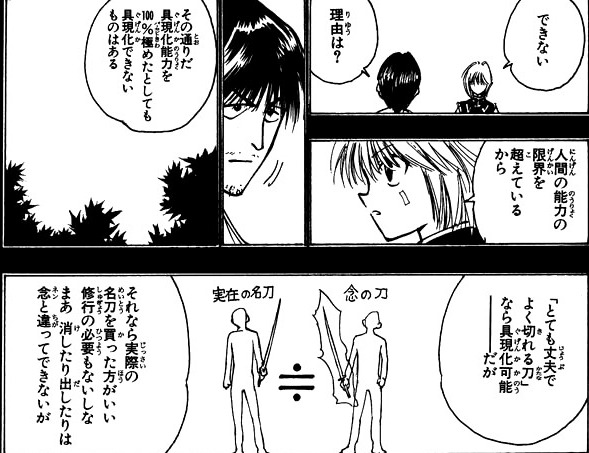 できない
理由は？
人間の能力の
限界を
超えている
から
その通りだ
具現化能力を
100％極めたとしても
具現化できない
ものはある
「とても丈夫で
よく切れる刀」
なら具現化可能
だが
念の刀
≒
実在の名刀
それなら実際の
名刀を買った方がいい
修行の必要もないしな
まあ 消したり出したりは
念と違ってできないが